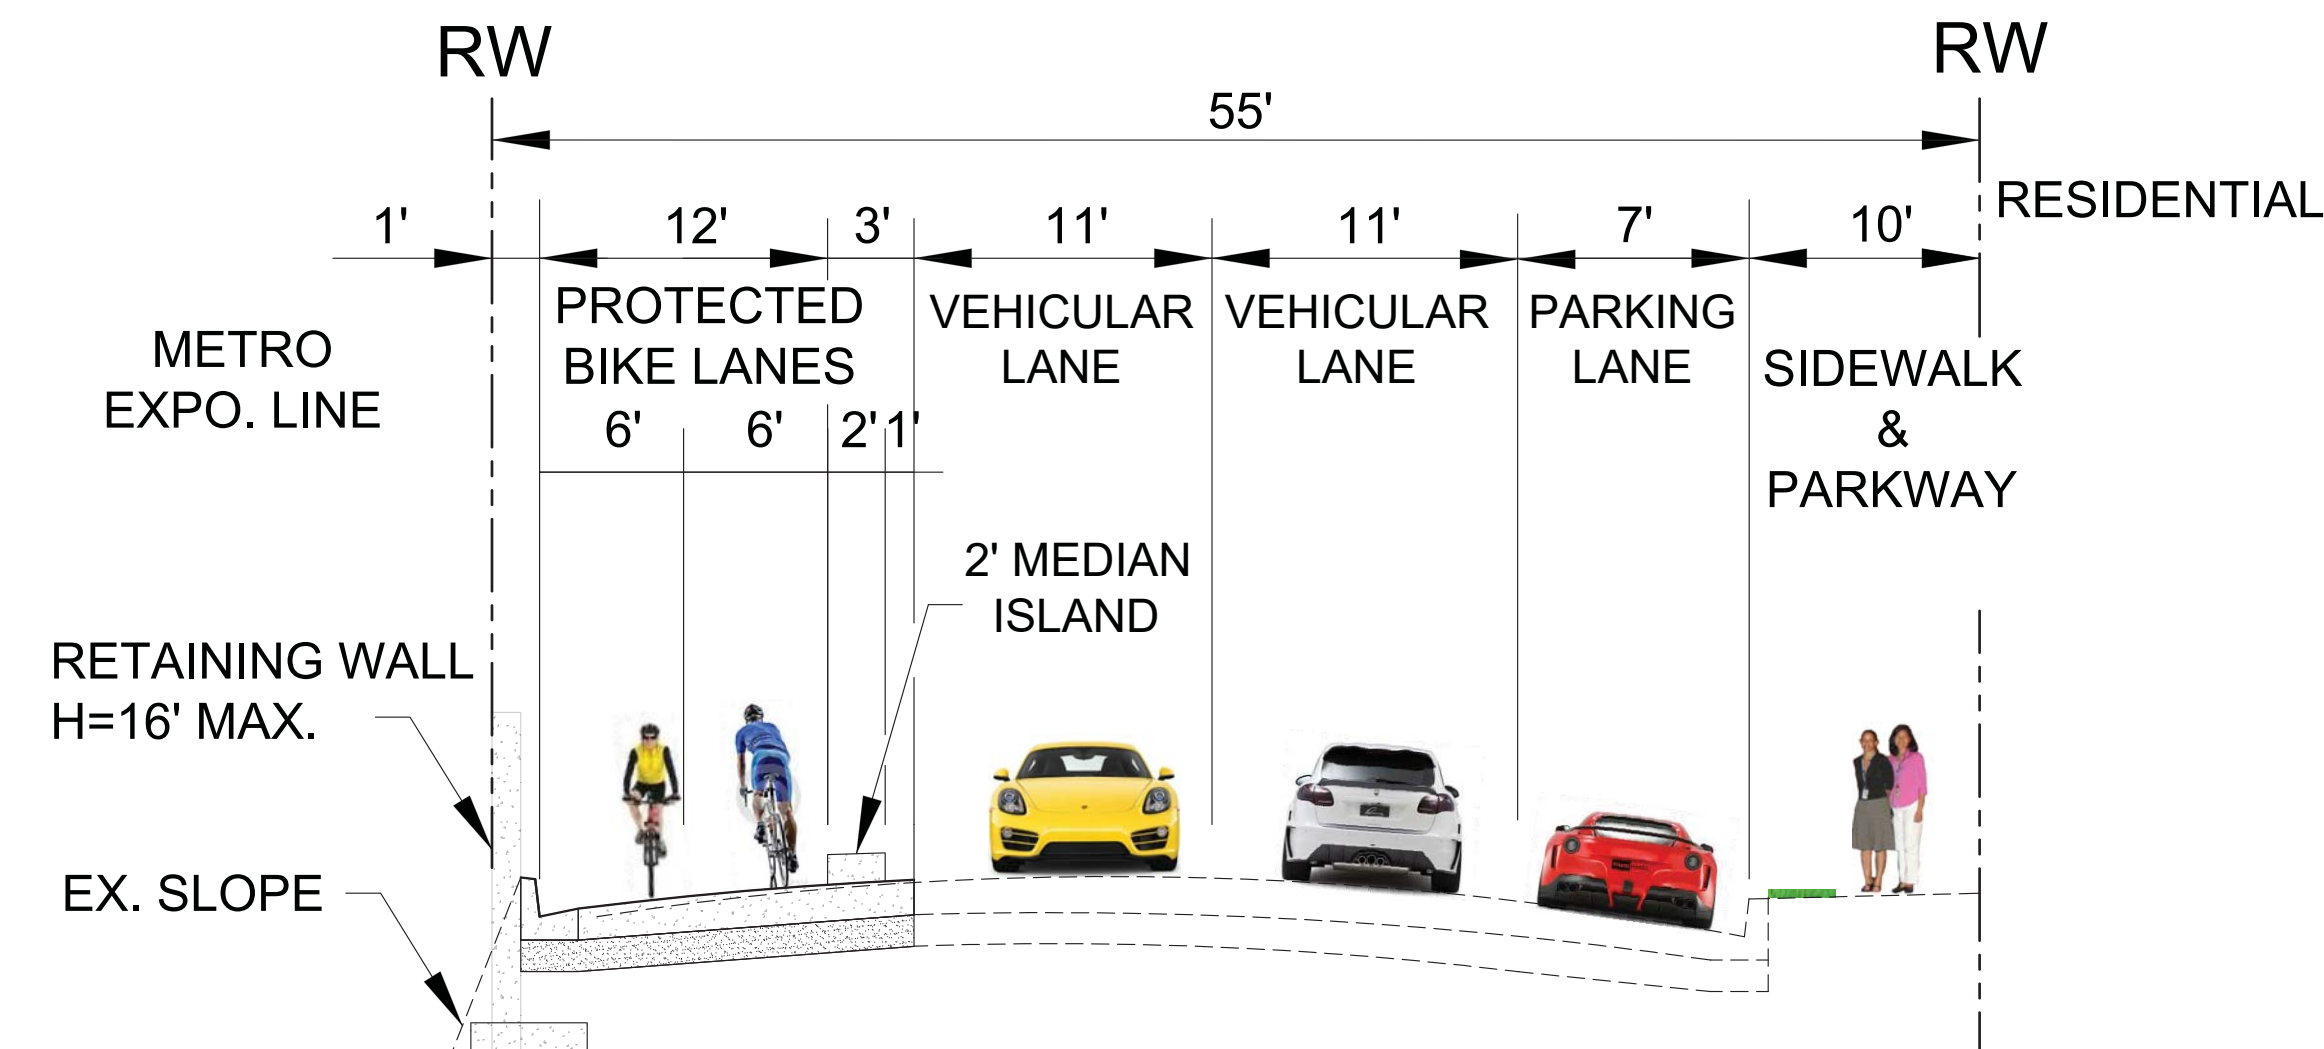 RW
RW
55'
RESIDENTIAL
1'
12'
3'
11'
11'
7'
10'
METRO
EXPO. LINE
PROTECTED
BIKE LANES
VEHICULAR
LANE
VEHICULAR
LANE
PARKING
LANE
SIDEWALK
&
PARKWAY
6'
6'
2'
1'
2' MEDIAN
ISLAND
RETAINING WALL
H=16' MAX.
EX. SLOPE